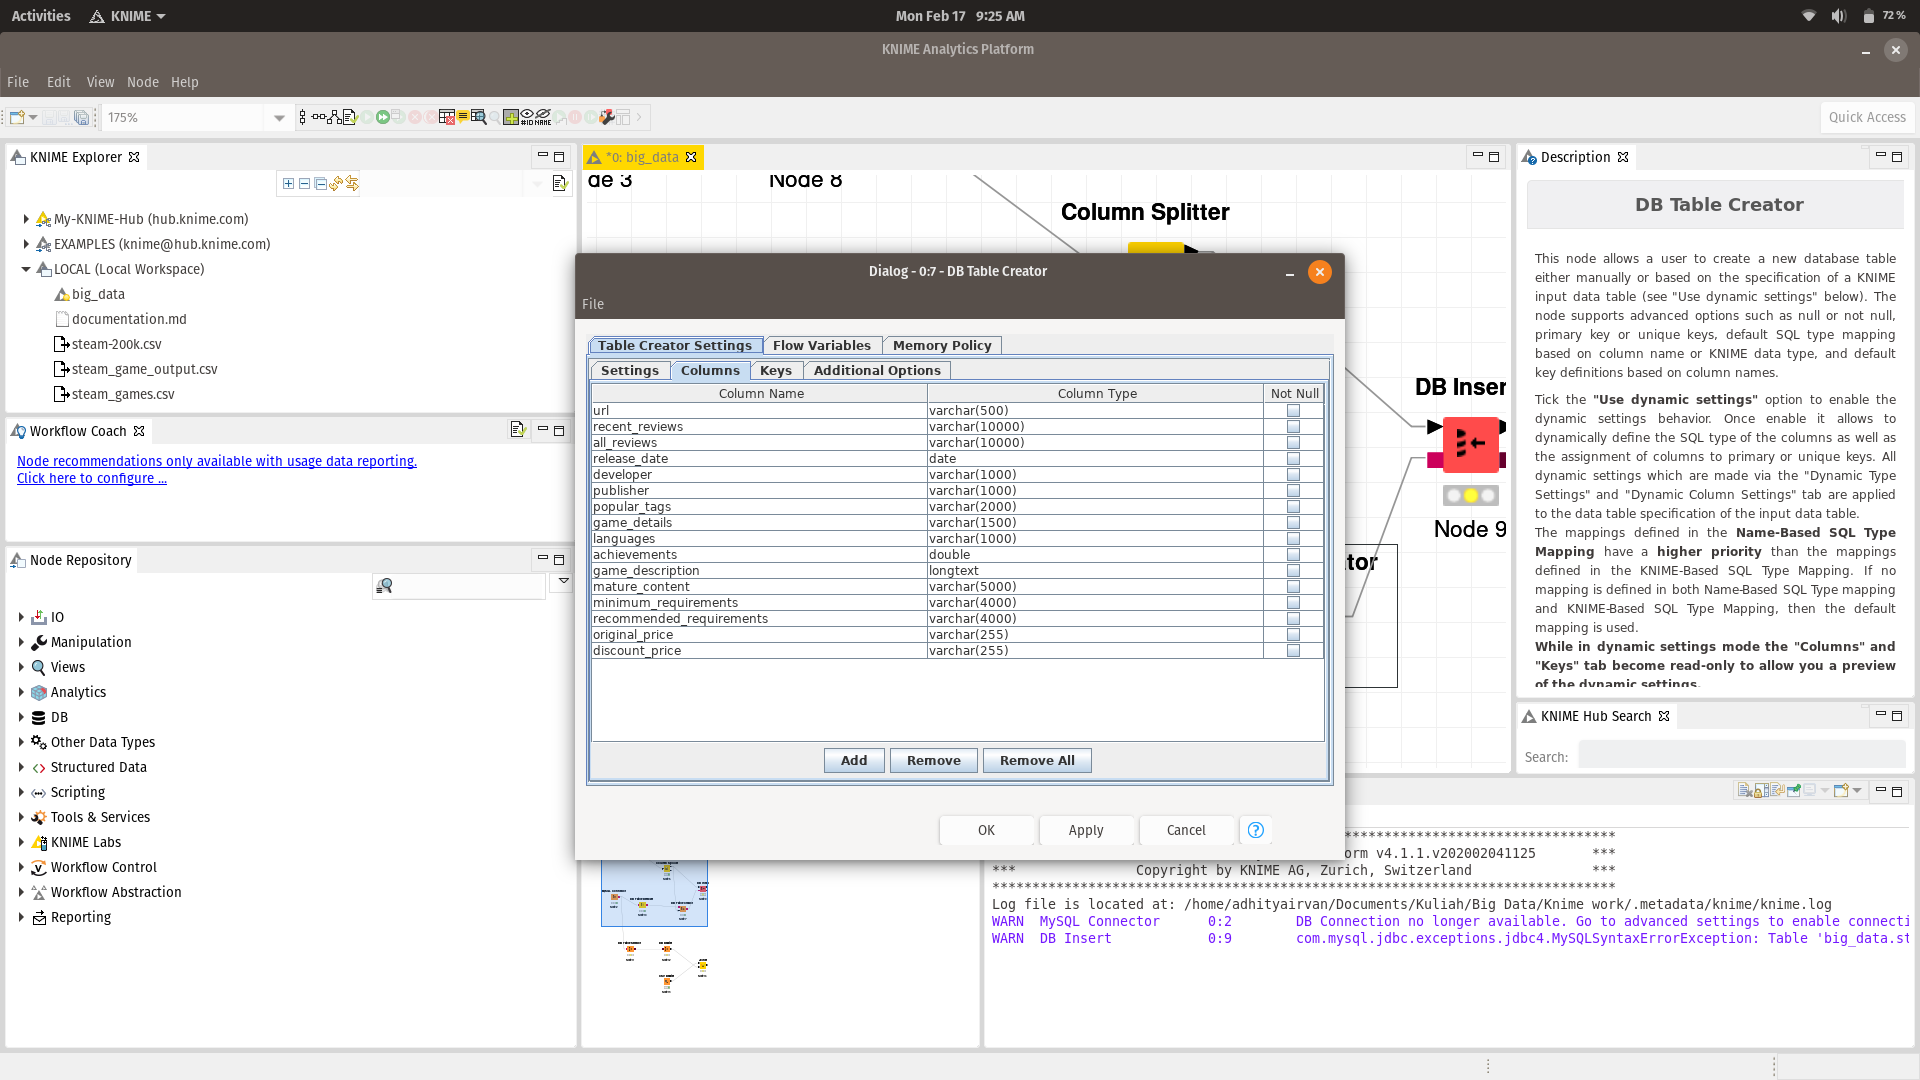 Activities
KNIME
Mon Feb 17 9:25 AM
72 %
KNIME Analytics Platform
File Edit View Node Help
175%
Quick Access
KNIME Explorer
My-KNIME-Hub (hub.knime.com)
EXAMPLES (knime@hub.knime.com)
LOCAL (Local Workspace)
big_data
documentation.md
steam-200k.csv
steam_game_output.csv
steam_games.csv
Workflow Coach
Node recommendations only available with usage data reporting.
Click here to configure ...
Node Repository
IO
Manipulation
Views
Analytics
DB
Other Data Types
Structured Data
Scripting
Tools & Services
KNIME Labs
Workflow Control
Workflow Abstraction
Reporting
*0: big_data
de 3
Node 8
Column Splitter
DB Inser
Node 9
tor
Dialog - 0:7 - DB Table Creator
File
Table Creator Settings Flow Variables Memory Policy
Settings Columns Keys Additional Options
Column Name Column Type Not Null
url varchar(500)
recent_reviews varchar(10000)
all_reviews varchar(10000)
release_date date
developer varchar(1000)
publisher varchar(1000)
popular_tags varchar(2000)
game_details varchar(1500)
languages varchar(1000)
achievements double
game_description longtext
mature_content varchar(5000)
minimum_requirements varchar(4000)
recommended_requirements varchar(4000)
original_price varchar(255)
discount_price varchar(255)
Add Remove Remove All
OK Apply Cancel
Description
DB Table Creator
This node allows a user to create a new database table
either manually or based on the specification of a KNIME
input data table (see "Use dynamic settings" below). The
node supports advanced options such as null or not null,
primary key or unique keys, default SQL type mapping
based on column name or KNIME data type, and default
key definitions based on column names.
Tick the "Use dynamic settings" option to enable the
dynamic settings behavior. Once enable it allows to
dynamically define the SQL type of the columns as well as
the assignment of columns to primary or unique keys. All
dynamic settings which are made via the "Dynamic Type
Settings" and "Dynamic Column Settings" tab are applied
to the data table specification of the input data table.
The mappings defined in the Name-Based SQL Type
Mapping have a higher priority than the mappings
defined in the KNIME-Based SQL Type Mapping. If no
mapping is defined in both Name-Based SQL Type mapping
and KNIME-Based SQL Type Mapping, then the default
mapping is used.
While in dynamic settings mode the "Columns" and
"Keys" tab become read-only to allow you a preview
of the dynamic settings.
KNIME Hub Search
Search:
**********************************
orm v4.1.1.v202002041125 ***
*** Copyright by KNIME AG, Zurich, Switzerland ***
******************************************************************************
Log file is located at: /home/adhityairvan/Documents/Kuliah/Big Data/Knime work/.metadata/knime/knime.log
WARN MySQL Connector 0:2 DB Connection no longer available. Go to advanced settings to enable connecti
WARN DB Insert 0:9 com.mysql.jdbc.exceptions.jdbc4.MySQLSyntaxErrorException: Table 'big_data.st